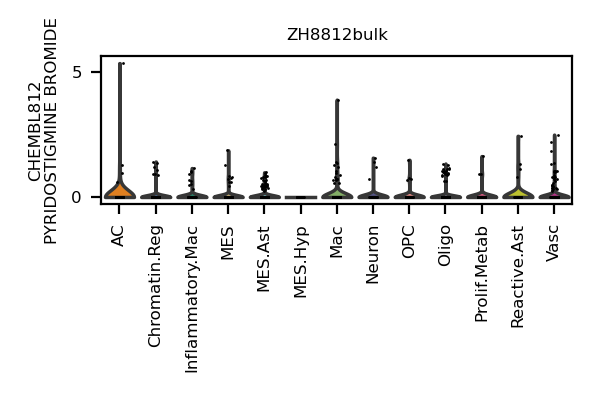 ZH8812bulk
CHEMBL812
PYRIDOSTIGMINE BROMIDE
5
0
AC
Chromatin.Reg
Inflammatory.Mac
MES
MES.Ast
MES.Hyp
Mac
Neuron
OPC
Oligo
Prolif.Metab
Reactive.Ast
Vasc